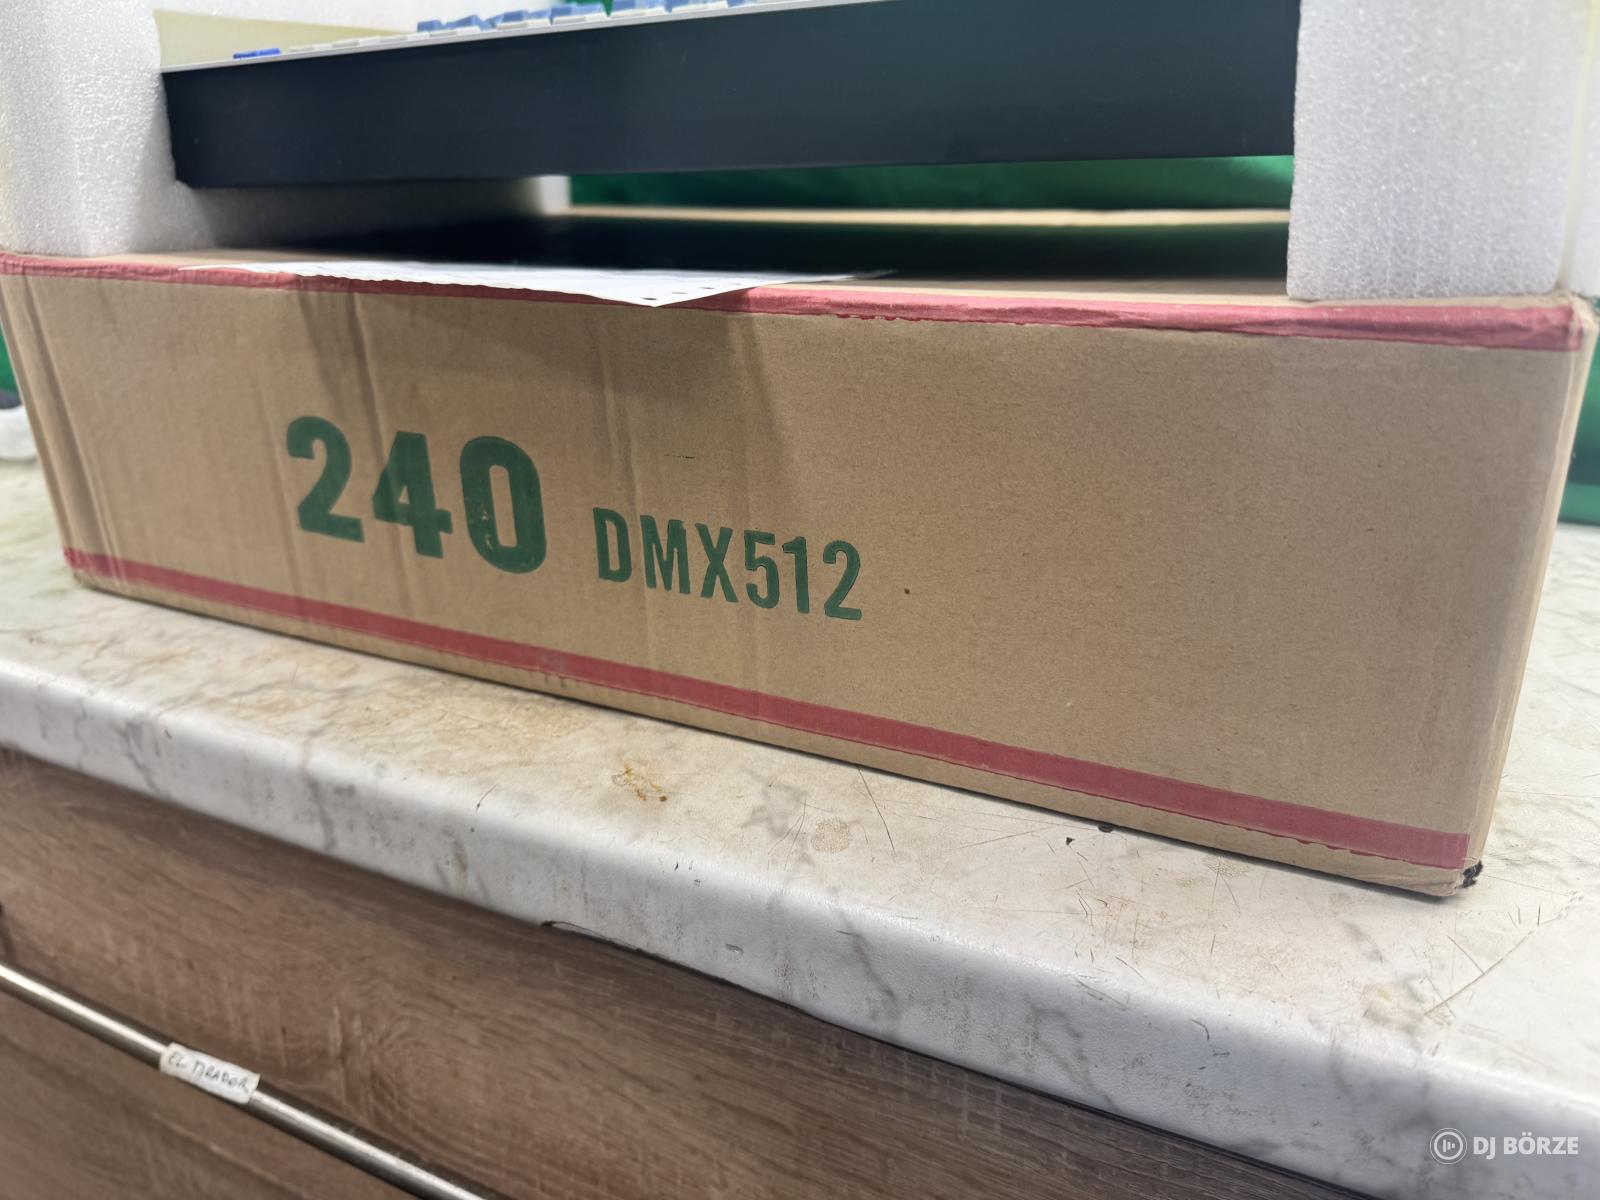 240 DMX512
EL TIRADOR
DJ BÖRZE